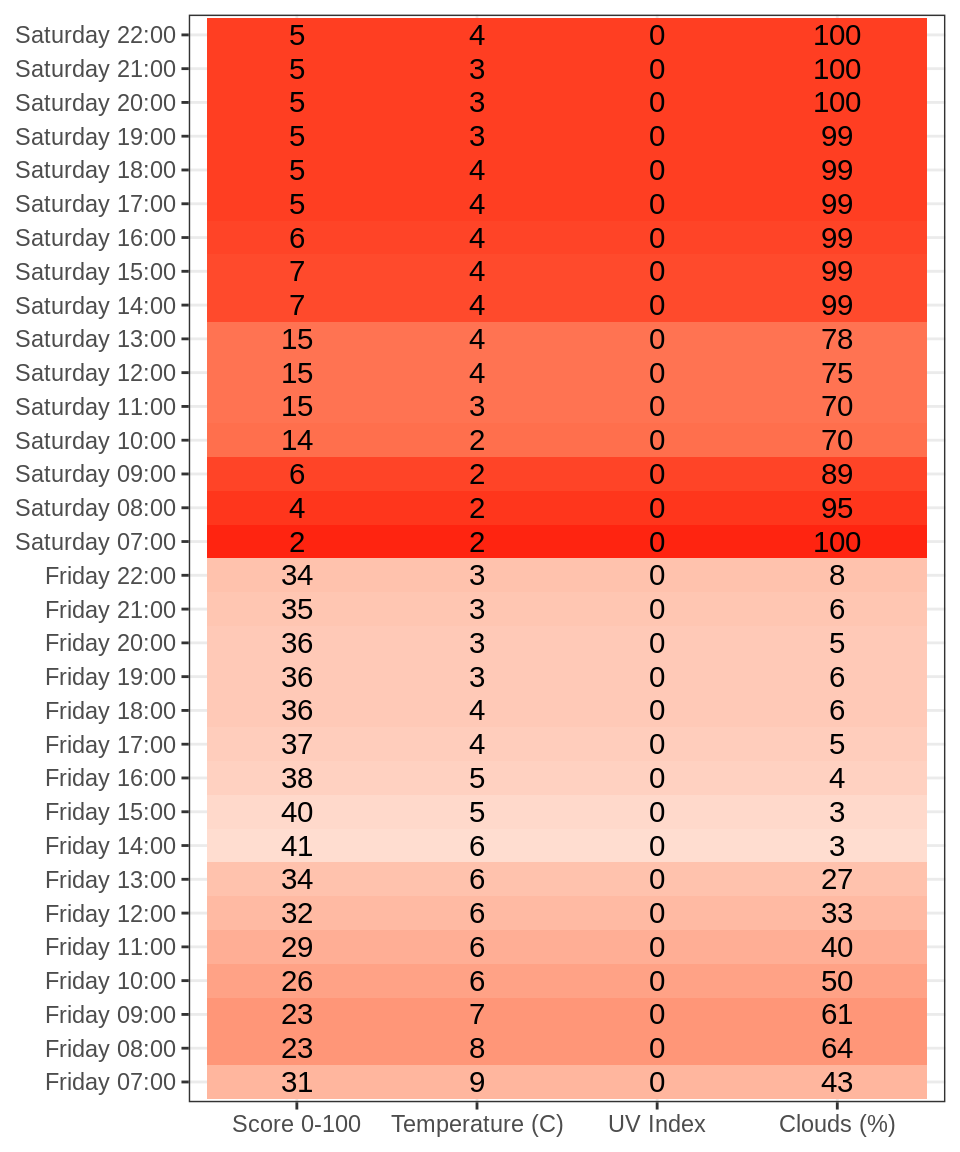 Saturday 22:00 5 4 0 100
Saturday 21:00 5 3 0 100
Saturday 20:00 5 3 0 100
Saturday 19:00 5 3 0 99
Saturday 18:00 5 4 0 99
Saturday 17:00 5 4 0 99
Saturday 16:00 6 4 0 99
Saturday 15:00 7 4 0 99
Saturday 14:00 7 4 0 99
Saturday 13:00 15 4 0 78
Saturday 12:00 15 4 0 75
Saturday 11:00 15 3 0 70
Saturday 10:00 14 2 0 70
Saturday 09:00 6 2 0 89
Saturday 08:00 4 2 0 95
Saturday 07:00 2 2 0 100
Friday 22:00 34 3 0 8
Friday 21:00 35 3 0 6
Friday 20:00 36 3 0 5
Friday 19:00 36 3 0 6
Friday 18:00 36 4 0 6
Friday 17:00 37 4 0 5
Friday 16:00 38 5 0 4
Friday 15:00 40 5 0 3
Friday 14:00 41 6 0 3
Friday 13:00 34 6 0 27
Friday 12:00 32 6 0 33
Friday 11:00 29 6 0 40
Friday 10:00 26 6 0 50
Friday 09:00 23 7 0 61
Friday 08:00 23 8 0 64
Friday 07:00 31 9 0 43
Score 0-100 Temperature (C) UV Index Clouds (%)